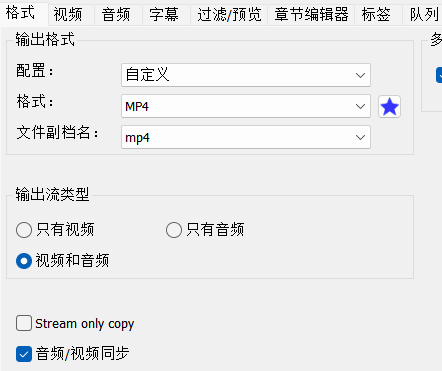 格式 视频 音频 字幕 过滤/预览 章节编辑器 标签 队列
输出格式
多
配置： 自定义
格式： MP4
文件副档名： mp4
输出流类型
只有视频 只有音频
视频和音频
Stream only copy
音频/视频同步